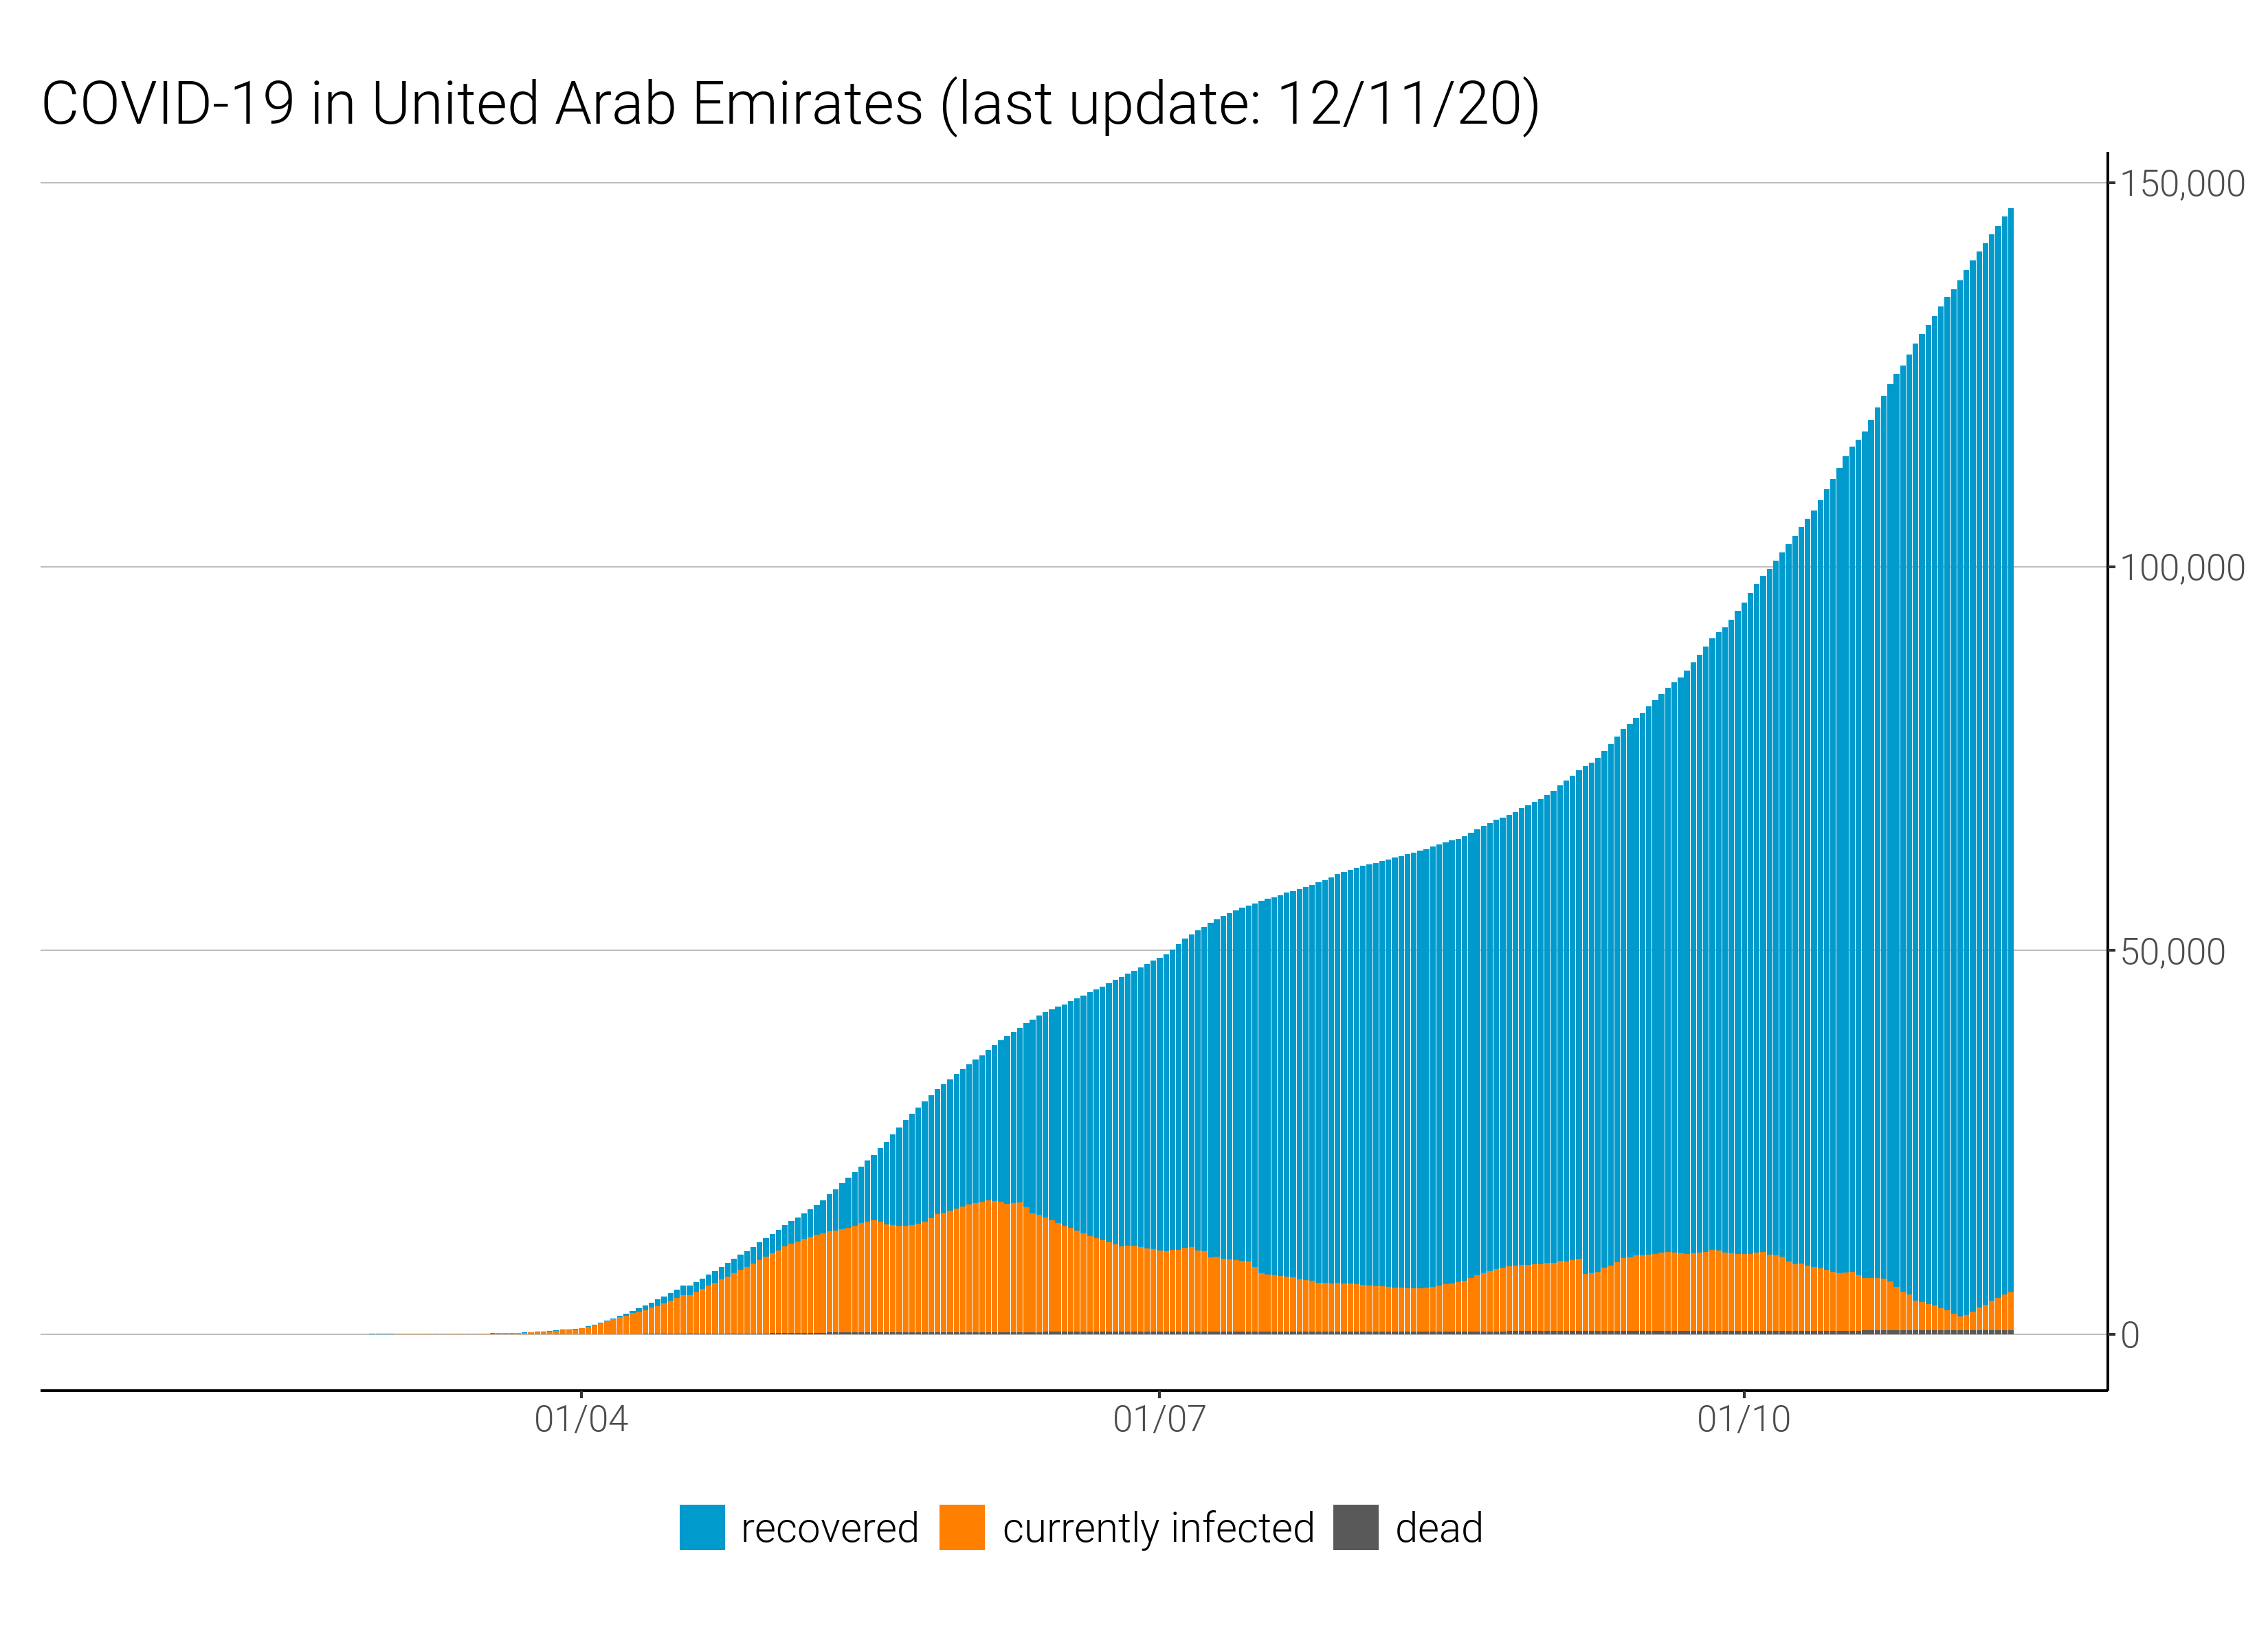 COVID-19 in United Arab Emirates (last update: 12/11/20)
150,000
100,000
50,000
0
01/04 01/07 01/10
recovered currently infected dead